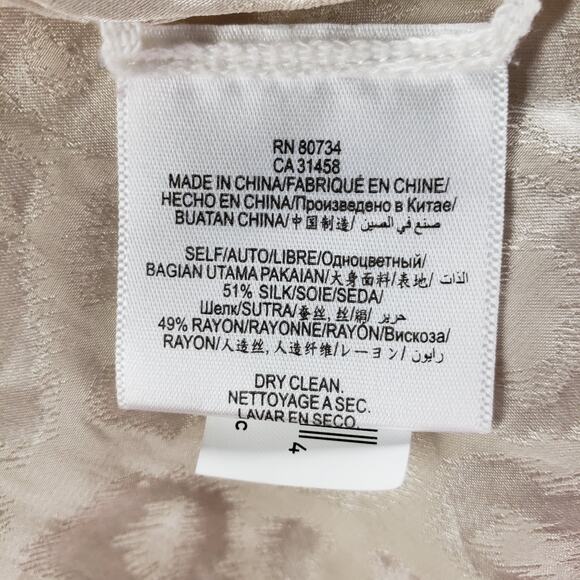 RN 80734
CA 31458
MADE IN CHINA/FABRIQUÉ EN CHINE/
HECHO EN CHINA/Произведено в Китае/
BUATAN CHINA/中国制造/ صنع في الصين
SELF/AUTO/LIBRE/Одноцветный/
BAGIAN UTAMA PAKAIAN/大身面料/表地/ الذات
51% SILK/SOIE/SEDA/
Шелк/SUTRA/蚕丝, 丝/絹/ حرير
49% RAYON/RAYONNE/RAYÓN/Вискоза/
RAYON/人造丝, 人造纤维/レーヨン/ رايون
DRY CLEAN.
NETTOYAGE A SEC.
LAVAR EN SECO.
c
4